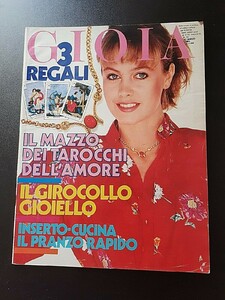 GIOIA
3
REGALI
IL MAZZO
DEI TAROCCHI
DELL'AMORE
IL GIROCOLLO
GIOIELLO
INSERTO-CUCINA
IL PRANZO RAPIDO